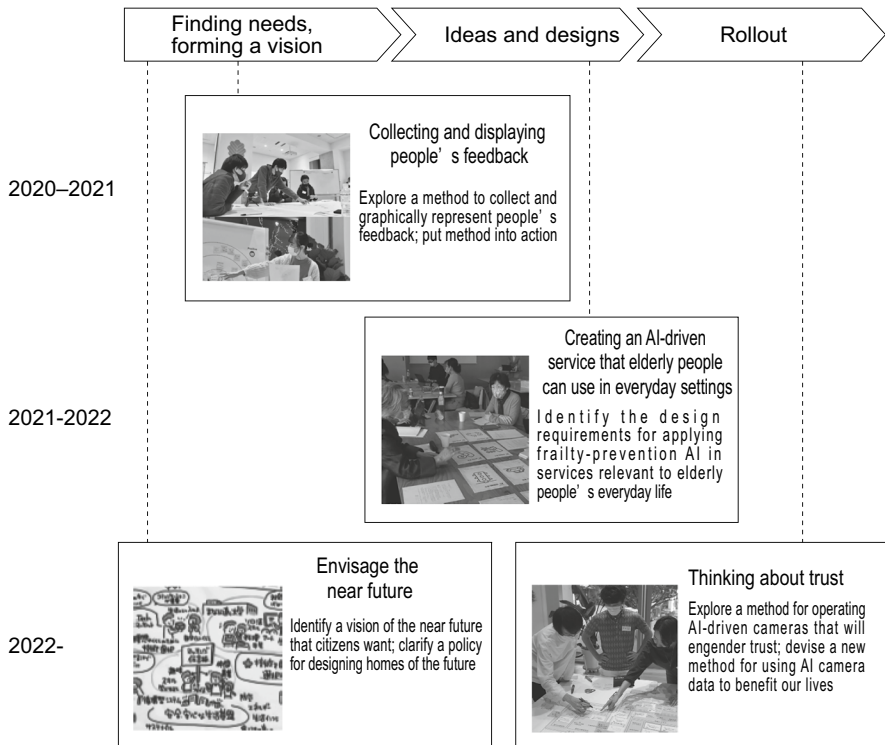 Finding needs,
forming a vision
Ideas and designs
Rollout
2020–2021
Collecting and displaying
people’ s feedback
Explore a method to collect and
graphically represent people’ s
feedback; put method into action
2021-2022
Creating an AI-driven
service that elderly people
can use in everyday settings
Identify the design
requirements for applying
frailty-prevention AI in
services relevant to elderly
people’ s everyday life
2022-
Envisage the
near future
Identify a vision of the near future
that citizens want; clarify a policy
for designing homes of the future
Thinking about trust
Explore a method for operating
AI-driven cameras that will
engender trust; devise a new
method for using AI camera
data to benefit our lives